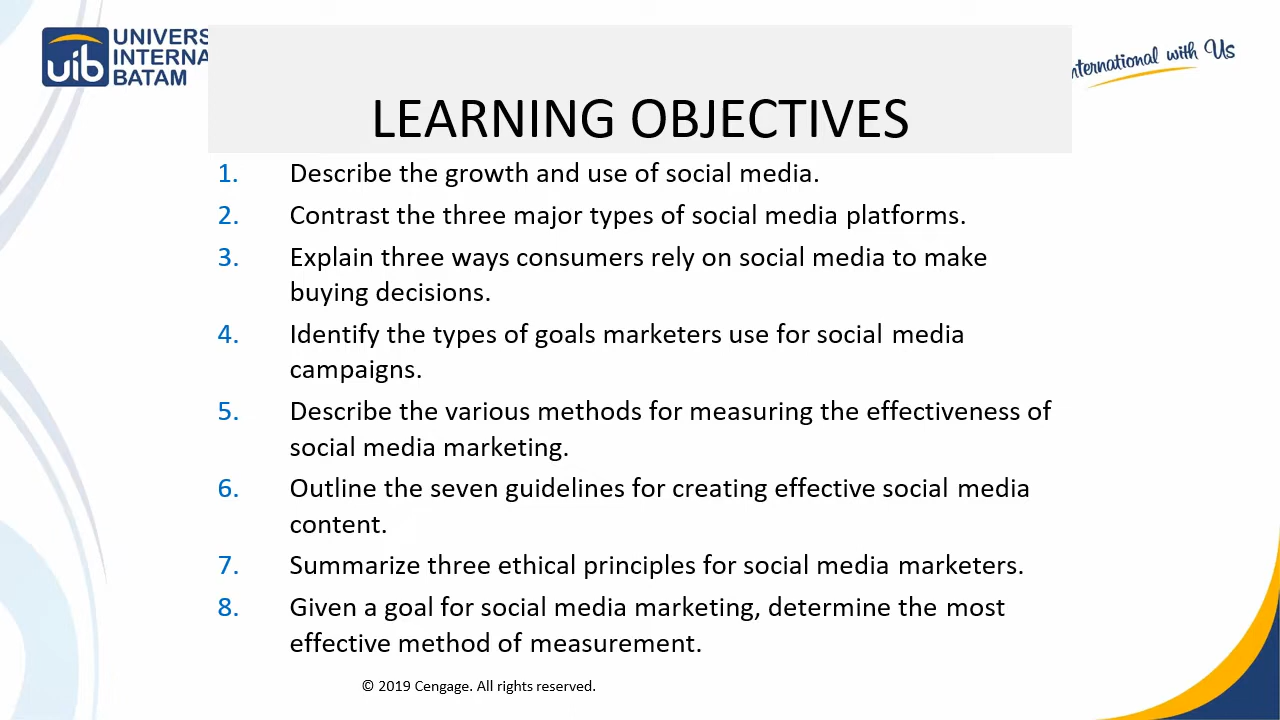 UNIVERS
INTERNA
BATAM
uib
nternational with Us
LEARNING OBJECTIVES
1. Describe the growth and use of social media.
2. Contrast the three major types of social media platforms.
3. Explain three ways consumers rely on social media to make
buying decisions.
4. Identify the types of goals marketers use for social media
campaigns.
5. Describe the various methods for measuring the effectiveness of
social media marketing.
6. Outline the seven guidelines for creating effective social media
content.
7. Summarize three ethical principles for social media marketers.
8. Given a goal for social media marketing, determine the most
effective method of measurement.
© 2019 Cengage. All rights reserved.